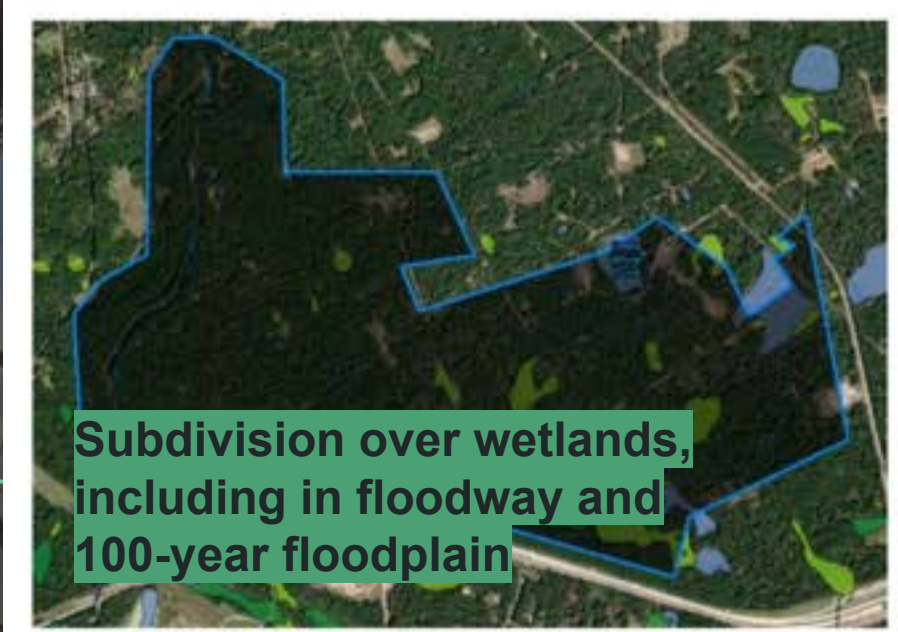 Subdivision over wetlands,
including in floodway and
100-year floodplain